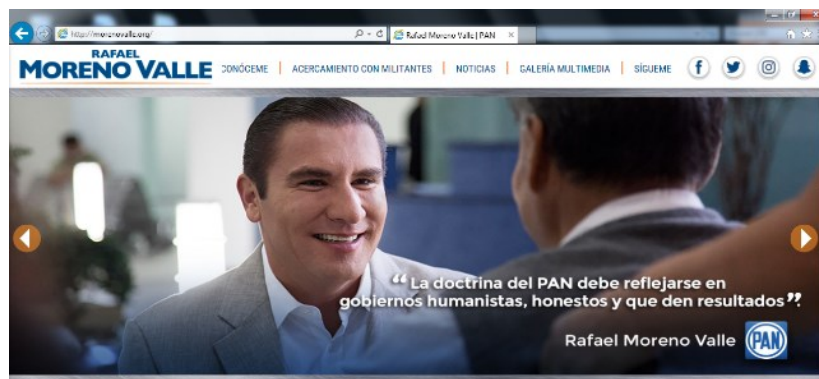 http://morenovalle.org/
Rafael Moreno Valle | PAN
RAFAEL
MORENO VALLE
CONÓCEME | ACERCAMIENTO CON MILITANTES | NOTICIAS | GALERÍA MULTIMEDIA | SÍGUEME
“La doctrina del PAN debe reflejarse en
gobiernos humanistas, honestos y que den resultados”.
Rafael Moreno Valle PAN